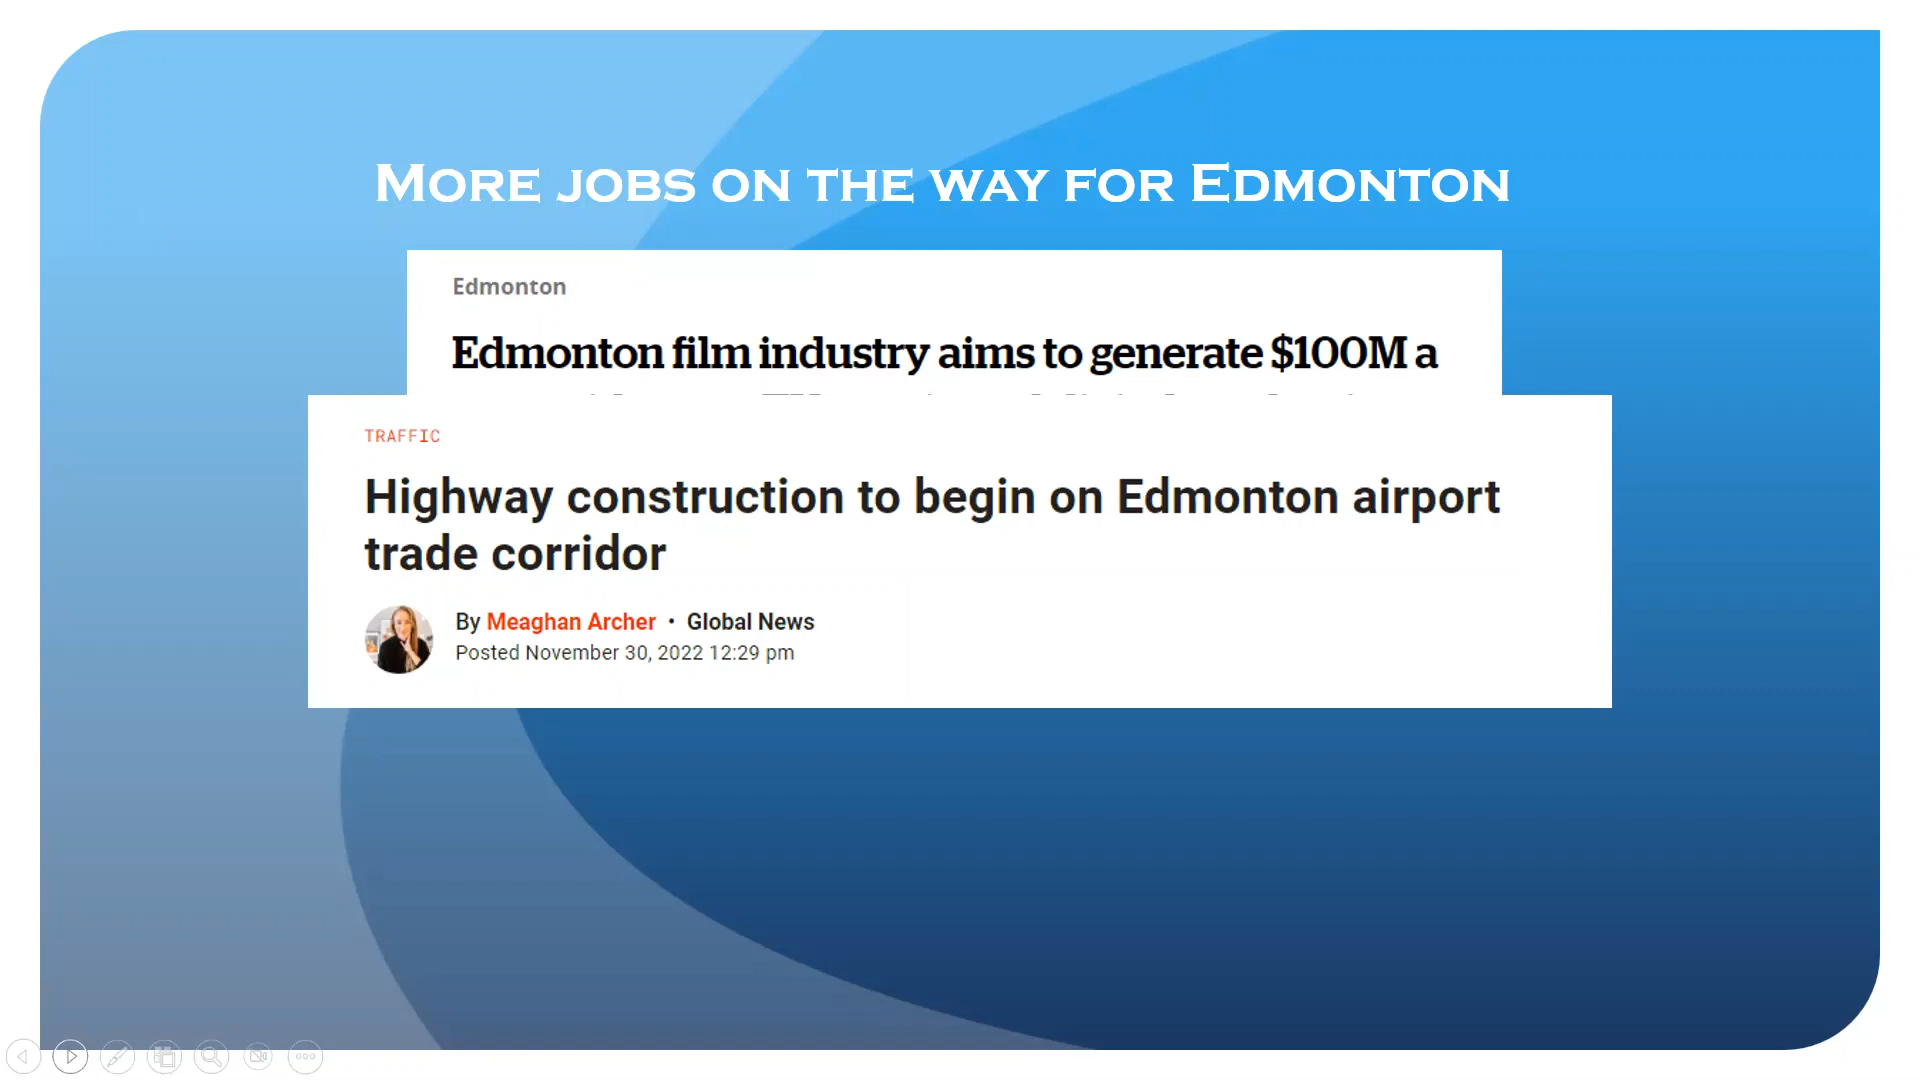 More jobs on the way for Edmonton
Edmonton
Edmonton film industry aims to generate $100M a
TRAFFIC
Highway construction to begin on Edmonton airport
trade corridor
By Meaghan Archer • Global News
Posted November 30, 2022 12:29 pm